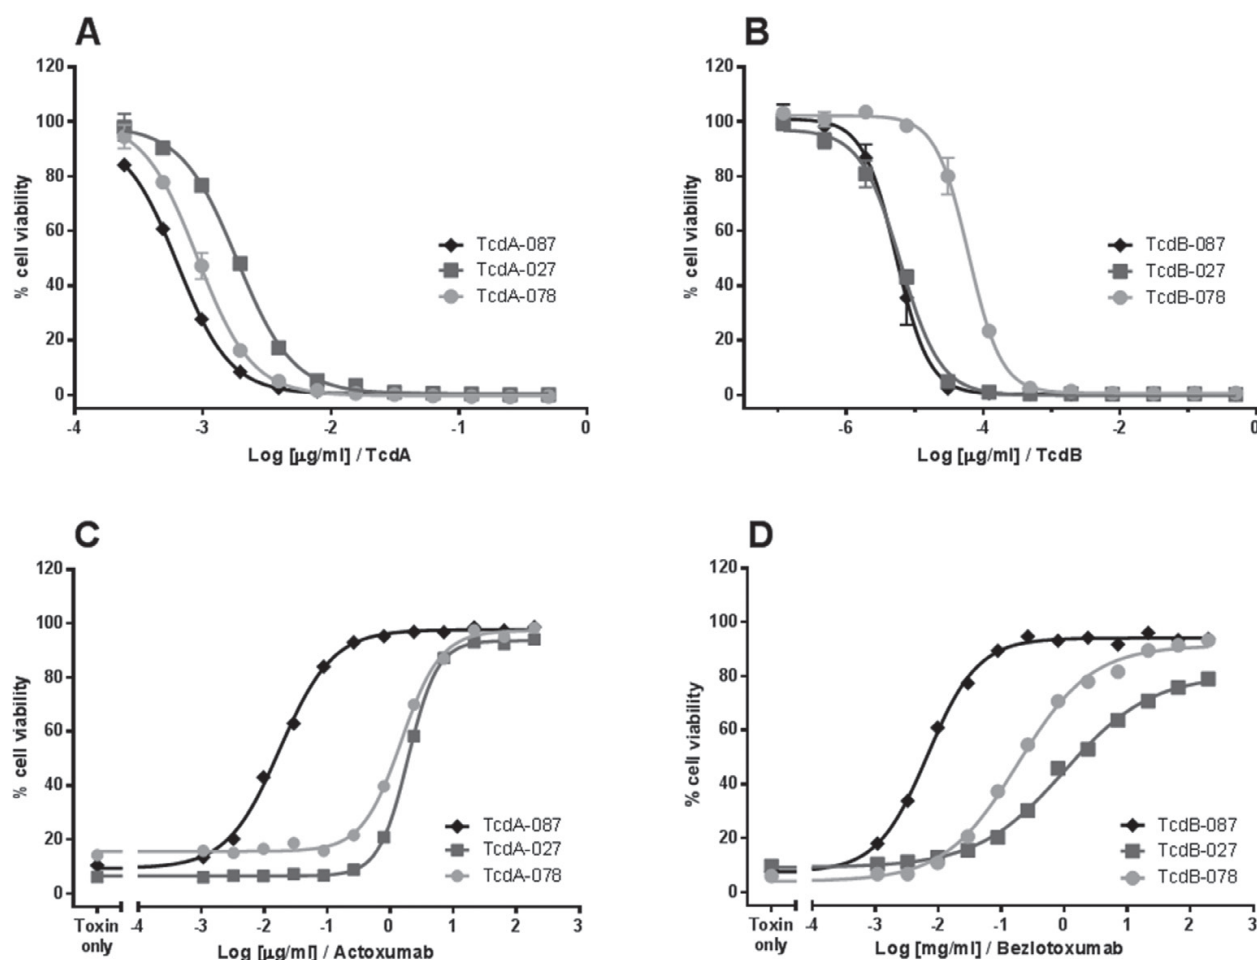 A
120
100
80
60
40
20
0
% cell viability
TcdA-087
TcdA-027
TcdA-078
-4
-3
-2
-1
0
Log [µg/ml] / TcdA
B
120
100
80
60
40
20
0
% cell viability
TcdB-087
TcdB-027
TcdB-078
-6
-4
-2
0
Log [µg/ml] / TcdB
C
120
100
80
60
40
20
0
% cell viability
TcdA-087
TcdA-027
TcdA-078
Toxin
only
-4
-3
-2
-1
0
1
2
3
Log [µg/ml] / Actoxumab
D
120
100
80
60
40
20
0
% cell viability
TcdB-087
TcdB-027
TcdB-078
Toxin
only
-4
-3
-2
-1
0
1
2
3
Log [mg/ml] / Bezlotoxumab